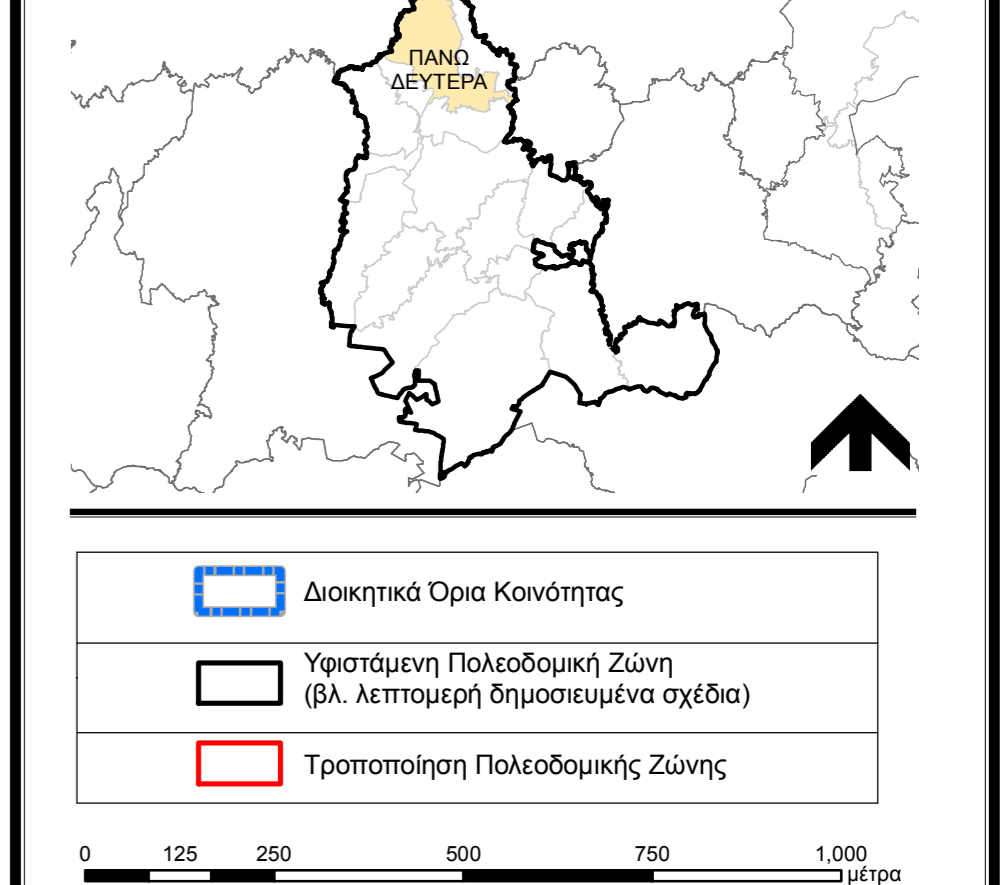 ΠΑΝΩ
ΔΕΥΤΕΡΑ
Διοικητικά Όρια Κοινότητας
Υφιστάμενη Πολεοδομική Ζώνη
(βλ. λεπτομερή δημοσιευμένα σχέδια)
Τροποποίηση Πολεοδομικής Ζώνης
0 125 250 500 750 1,000
μέτρα